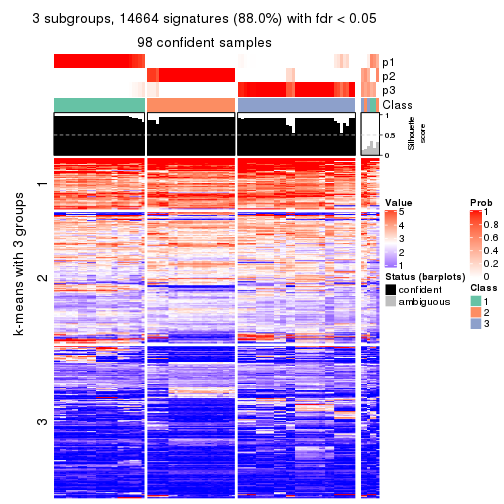 3 subgroups, 14664 signatures (88.0%) with fdr < 0.05
98 confident samples
p1
p2
p3
Class
1
0.5
0
Silhouette
score
k-means with 3 groups
1
2
3
Value
5
4
3
2
1
Status (barplots)
confident
ambiguous
Prob
1
0.8
0.6
0.4
0.2
0
Class
1
2
3